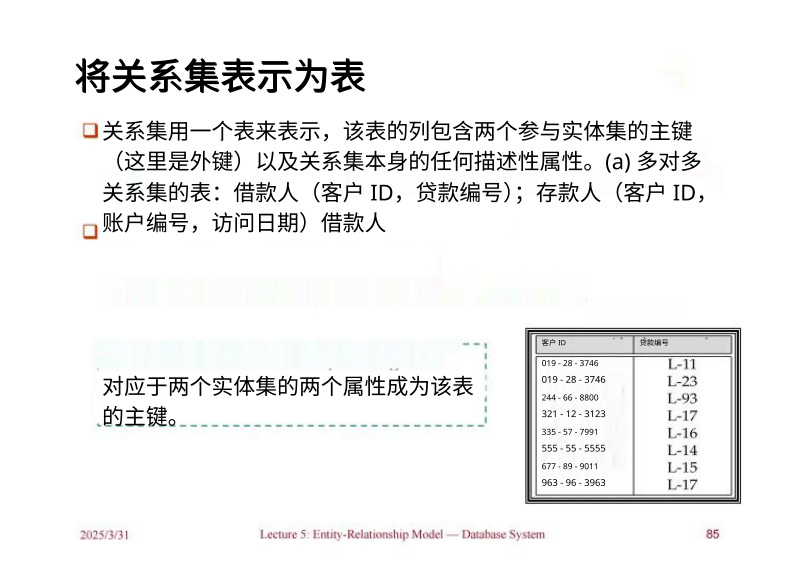 将关系集表示为表
关系集用一个表来表示，该表的列包含两个参与实体集的主键
（这里是外键）以及关系集本身的任何描述性属性。(a) 多对多
关系集的表：借款人（客户 ID，贷款编号）；存款人（客户 ID，
账户编号，访问日期）借款人
对应于两个实体集的两个属性成为该表
的主键。
客户 ID 贷款编号
019 - 28 - 3746 L-11
019 - 28 - 3746 L-23
244 - 66 - 8800 L-93
321 - 12 - 3123 L-17
335 - 57 - 7991 L-16
555 - 55 - 5555 L-14
677 - 89 - 9011 L-15
963 - 96 - 3963 L-17
2025/3/31 Lecture 5: Entity-Relationship Model — Database System 85